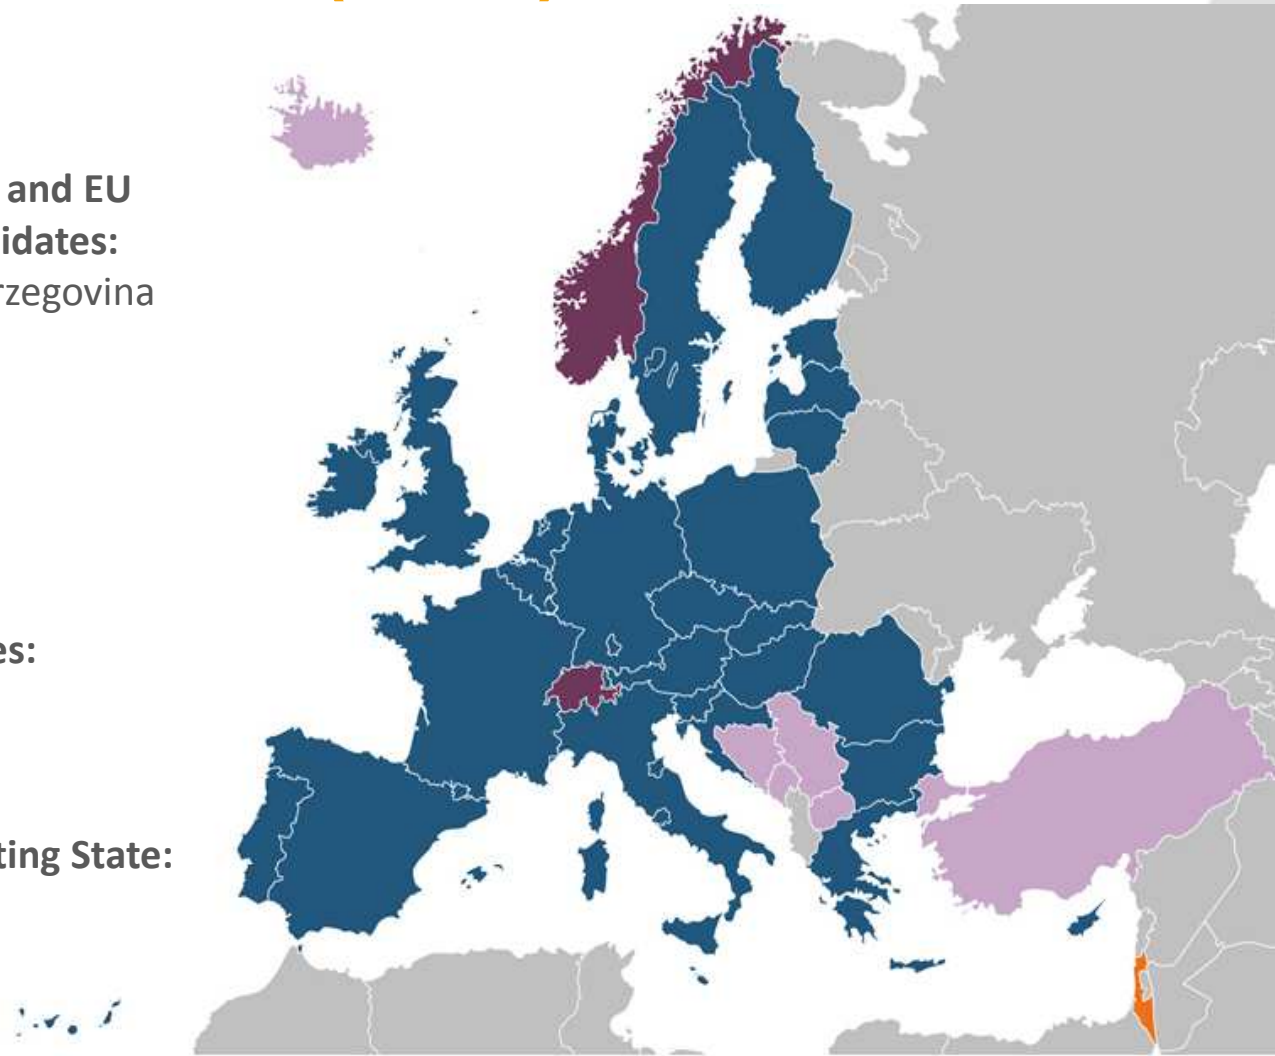 and EU
idates:
rzegovina
es:
ting State: